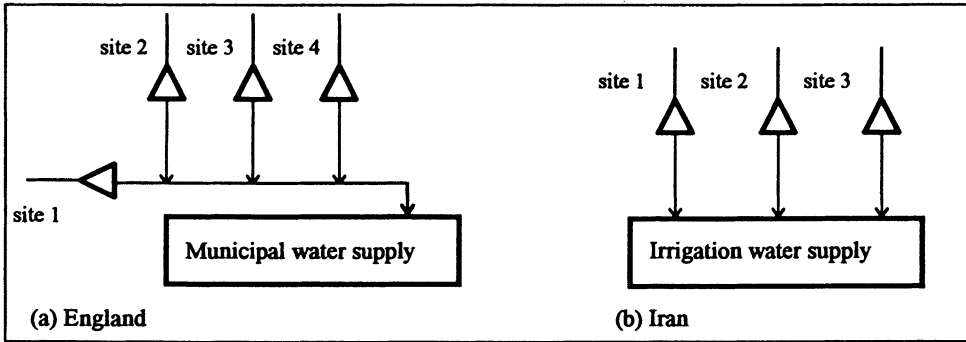 site 2
site 3
site 4
site 1
Municipal water supply
(a) England
site 1
site 2
site 3
Irrigation water supply
(b) Iran